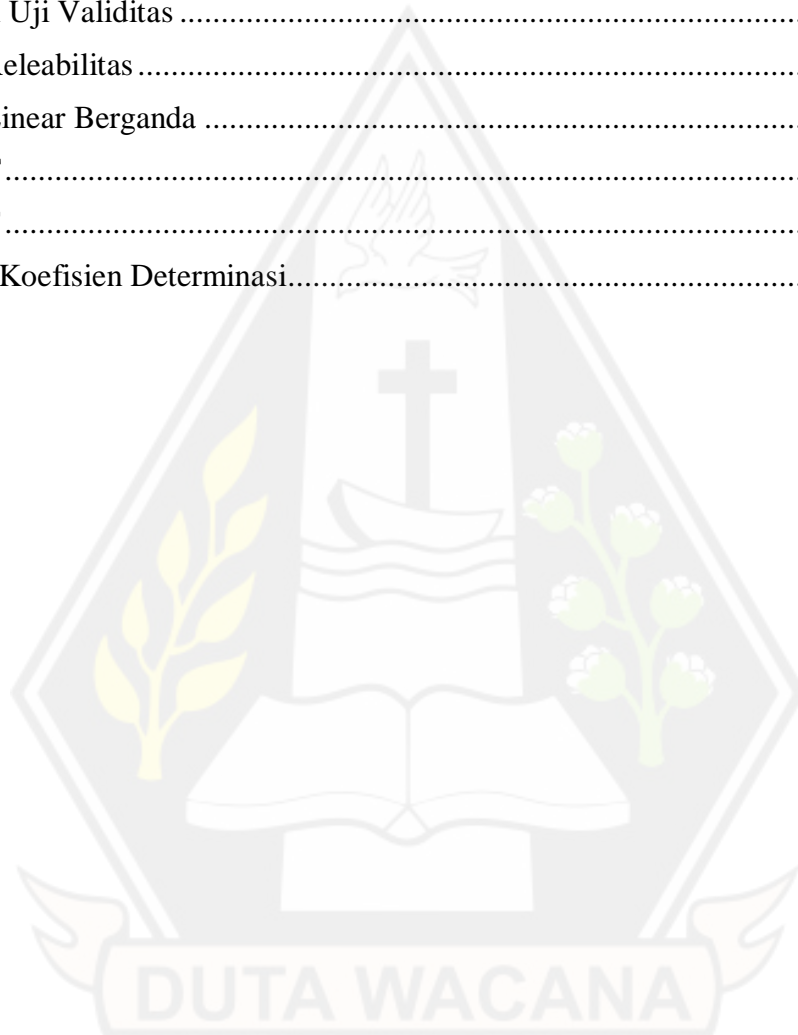 Uji Validitas ........................................................................
eleabilitas ........................................................................
inear Berganda ........................................................................
........................................................................
........................................................................
Koefisien Determinasi........................................................................
DUTA WACANA